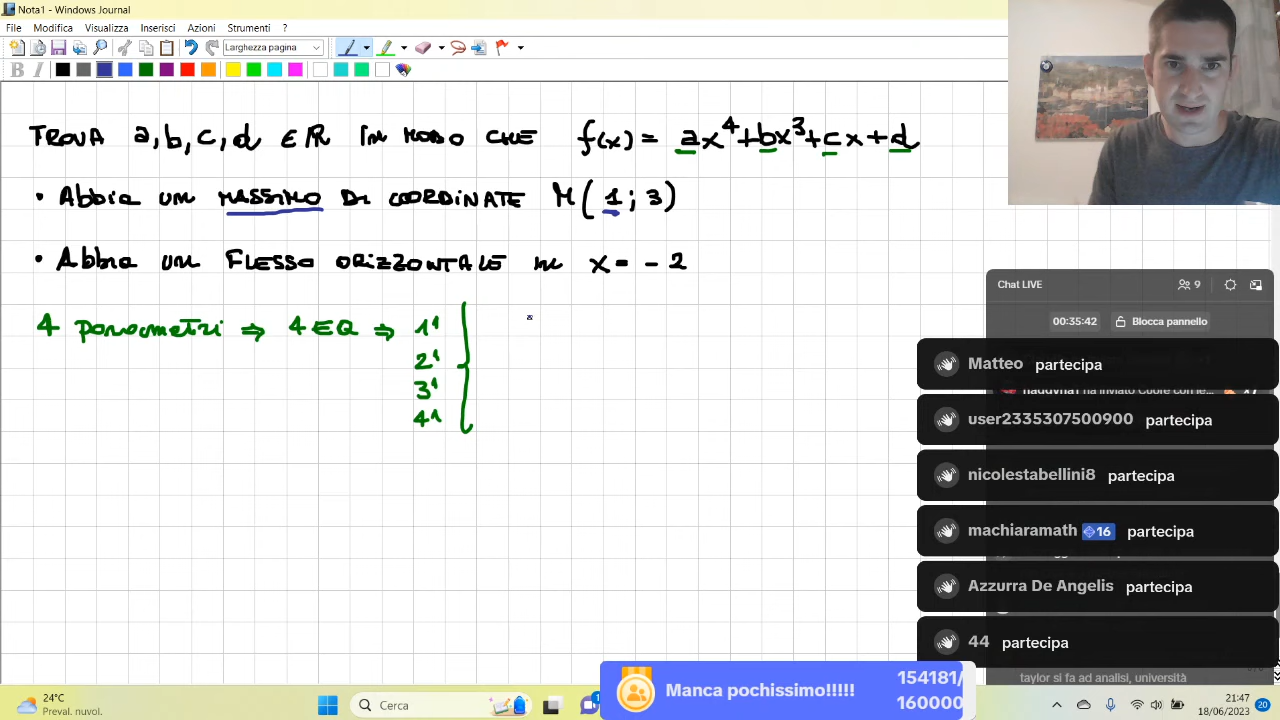 Nota1 - Windows Journal
File Modifica Visualizza Inserisci Azioni Strumenti
Larghezza pagina
TROVA a,b,c,d ∈ R IN MODO CHE f(x) = ax⁴+bx³+cx+d
• Abbia un MASSIMO DI COORDINATE M(1; 3)
• Abbia un FLESSO ORIZZONTALE in x = -2
4 parametri ⇒ 4 EQ ⇒ 1ª
2ª
3ª
4ª
Chat LIVE
9
00:35:42 Blocca pannello
Matteo partecipa
user2335307500900 partecipa
nicolestabellini8 partecipa
machiaramath 16 partecipa
Azzurra De Angelis partecipa
44 partecipa
taylor si fa ad analisi, università
Manca pochissimo!!!!!
154181/
160000
24°C
Preval. nuvol.
Cerca
21:47
18/06/2023
20